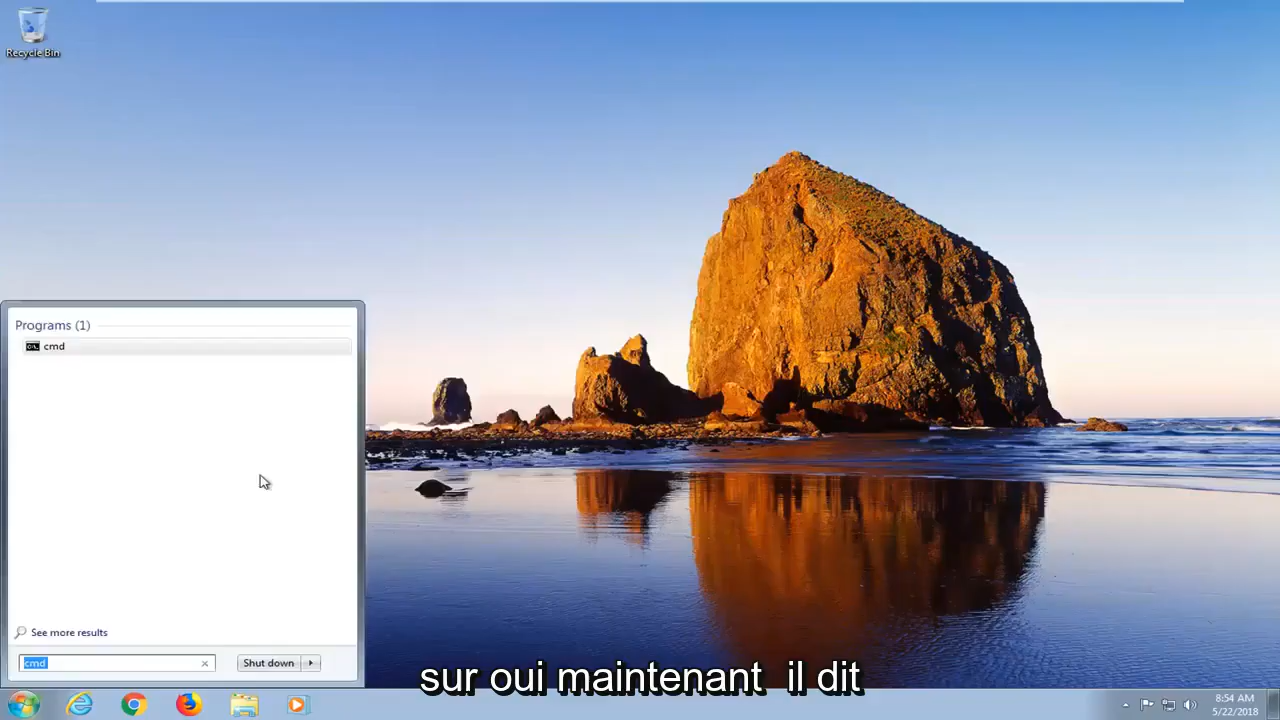 Recycle Bin
Programs (1)
cmd
See more results
cmd
Shut down
sur oui maintenant il dit
8:54 AM
5/22/2018